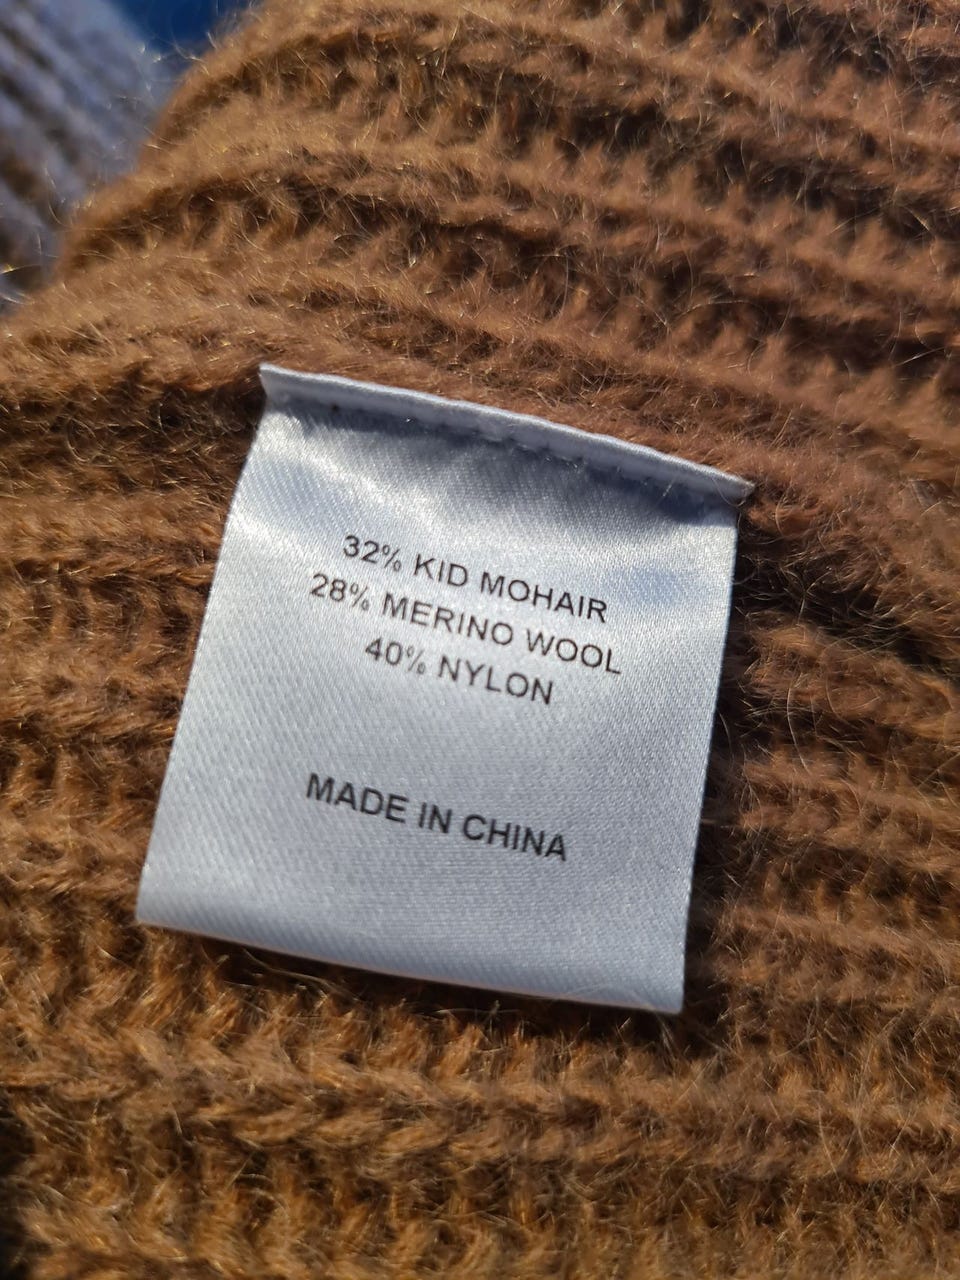 32% KID MOHAIR
28% MERINO WOOL
40% NYLON
MADE IN CHINA